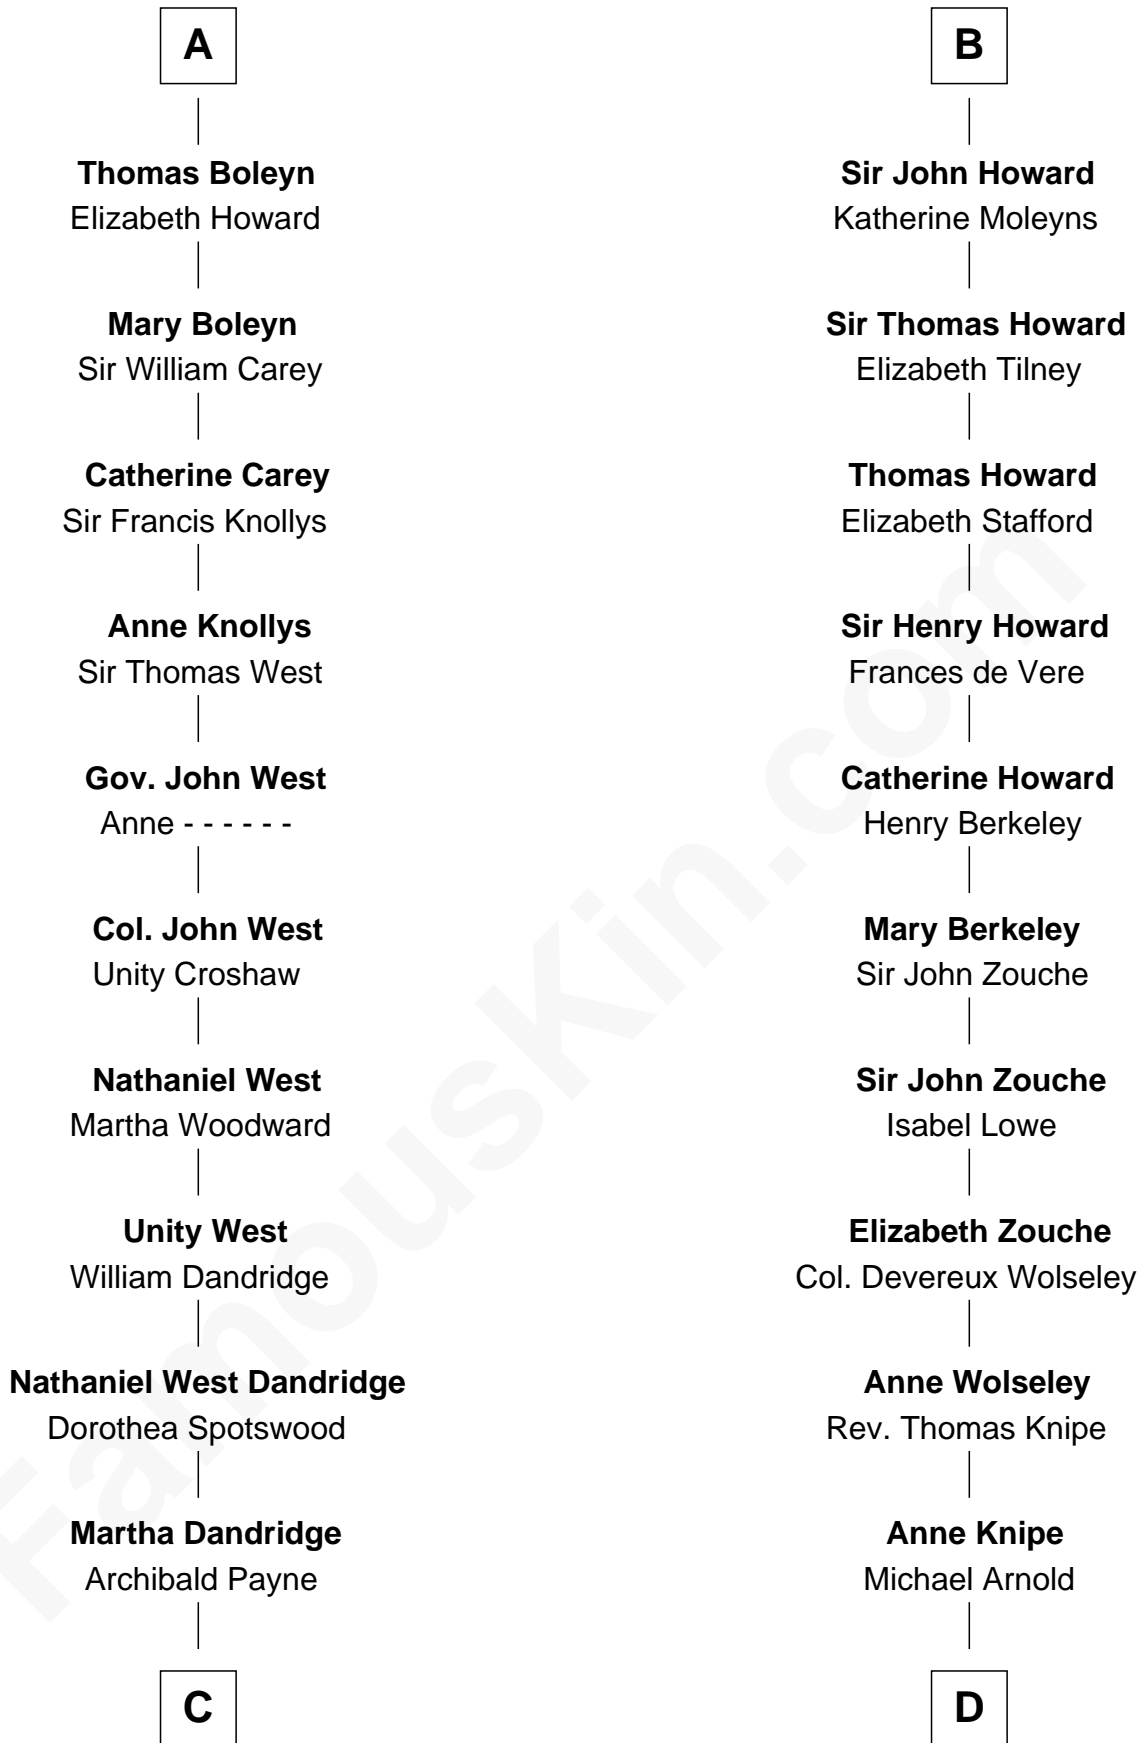 A
Thomas Boleyn
Elizabeth Howard
Mary Boleyn
Sir William Carey
Catherine Carey
Sir Francis Knollys
Anne Knollys
Sir Thomas West
Gov. John West
Anne - - - - - -
Col. John West
Unity Croshaw
Nathaniel West
Martha Woodward
Unity West
William Dandridge
Nathaniel West Dandridge
Dorothea Spotswood
Martha Dandridge
Archibald Payne
C
B
Sir John Howard
Katherine Moleyns
Sir Thomas Howard
Elizabeth Tilney
Thomas Howard
Elizabeth Stafford
Sir Henry Howard
Frances de Vere
Catherine Howard
Henry Berkeley
Mary Berkeley
Sir John Zouche
Sir John Zouche
Isabel Lowe
Elizabeth Zouche
Col. Devereux Wolseley
Anne Wolseley
Rev. Thomas Knipe
Anne Knipe
Michael Arnold
D
FamousKin.com